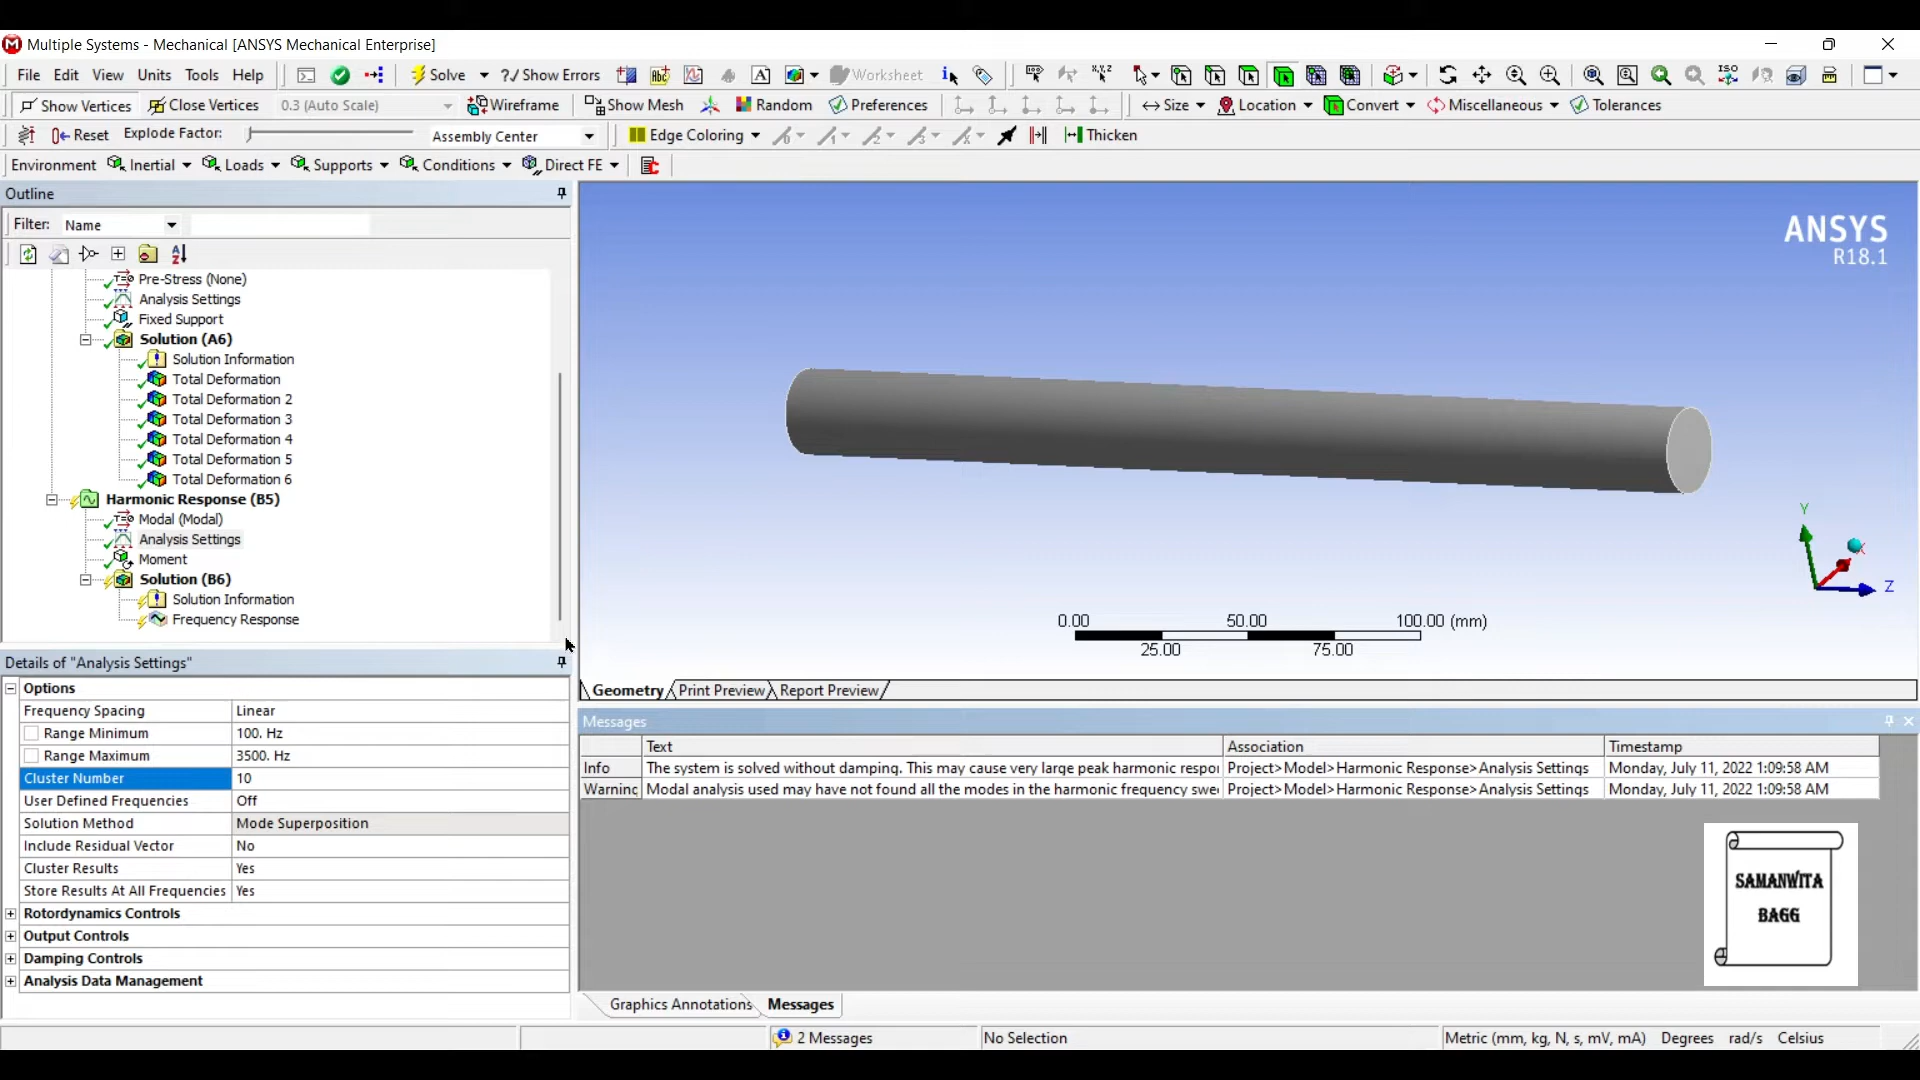 Multiple Systems - Mechanical [ANSYS Mechanical Enterprise]
File Edit View Units Tools Help Solve ?/ Show Errors Worksheet
Show Vertices Close Vertices 0.3 (Auto Scale) Wireframe Show Mesh Random Preferences Size Location Convert Miscellaneous Tolerances
Reset Explode Factor: Assembly Center Edge Coloring Thicken
Environment Inertial Loads Supports Conditions Direct FE
Outline
Filter: Name
Pre-Stress (None)
Analysis Settings
Fixed Support
Solution (A6)
Solution Information
Total Deformation
Total Deformation 2
Total Deformation 3
Total Deformation 4
Total Deformation 5
Total Deformation 6
Harmonic Response (B5)
Modal (Modal)
Analysis Settings
Moment
Solution (B6)
Solution Information
Frequency Response
Details of "Analysis Settings"
Options
Frequency Spacing Linear
Range Minimum 100. Hz
Range Maximum 3500. Hz
Cluster Number 10
User Defined Frequencies Off
Solution Method Mode Superposition
Include Residual Vector No
Cluster Results Yes
Store Results At All Frequencies Yes
Rotordynamics Controls
Output Controls
Damping Controls
Analysis Data Management
ANSYS
R18.1
Y
X
Z
0.00 50.00 100.00 (mm)
25.00 75.00
Geometry Print Preview Report Preview
Messages
Text Association Timestamp
Info The system is solved without damping. This may cause very large peak harmonic respo Project>Model>Harmonic Response>Analysis Settings Monday, July 11, 2022 1:09:58 AM
Warning Modal analysis used may have not found all the modes in the harmonic frequency swe Project>Model>Harmonic Response>Analysis Settings Monday, July 11, 2022 1:09:58 AM
SAMANWITA
BAGG
Graphics Annotations Messages
2 Messages No Selection Metric (mm, kg, N, s, mV, mA) Degrees rad/s Celsius